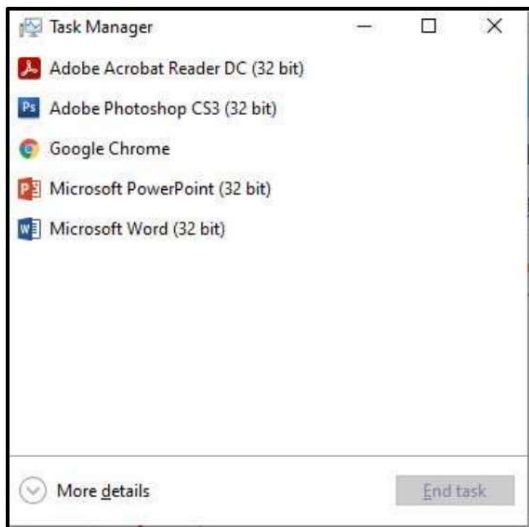 Task Manager
Adobe Acrobat Reader DC (32 bit)
Ps Adobe Photoshop CS3 (32 bit)
Google Chrome
P Microsoft PowerPoint (32 bit)
W Microsoft Word (32 bit)
More details
End task